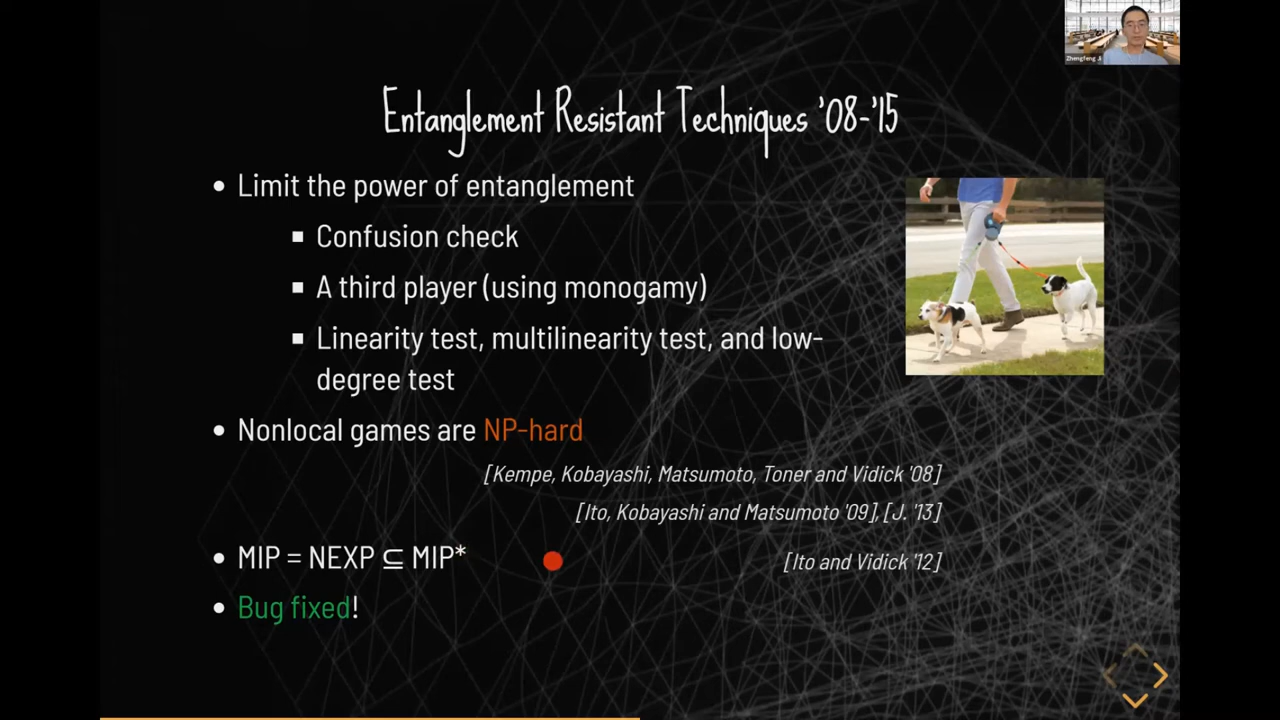 Zhengfeng Ji
Entanglement Resistant Techniques '08-'15
• Limit the power of entanglement
▪ Confusion check
▪ A third player (using monogamy)
▪ Linearity test, multilinearity test, and low-
degree test
• Nonlocal games are NP-hard
[Kempe, Kobayashi, Matsumoto, Toner and Vidick '08]
[Ito, Kobayashi and Matsumoto '09], [J. '13]
• MIP = NEXP ⊆ MIP*
[Ito and Vidick '12]
• Bug fixed!